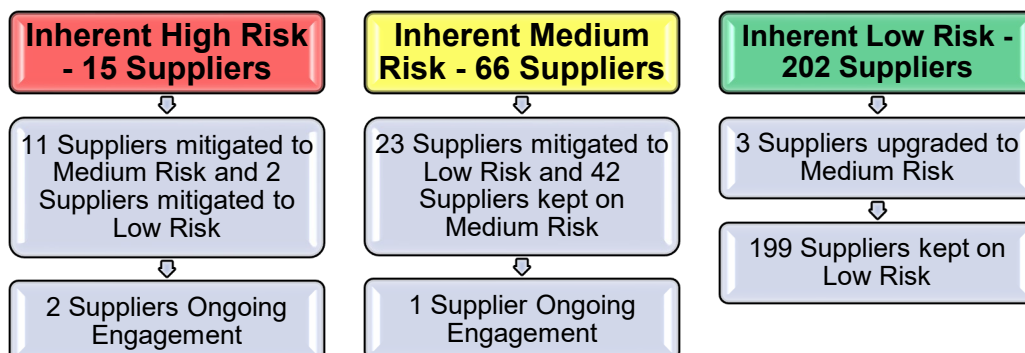 Inherent High Risk
- 15 Suppliers
11 Suppliers mitigated to
Medium Risk and 2
Suppliers mitigated to
Low Risk
2 Suppliers Ongoing
Engagement
Inherent Medium
Risk - 66 Suppliers
23 Suppliers mitigated to
Low Risk and 42
Suppliers kept on
Medium Risk
1 Supplier Ongoing
Engagement
Inherent Low Risk -
202 Suppliers
3 Suppliers upgraded to
Medium Risk
199 Suppliers kept on
Low Risk